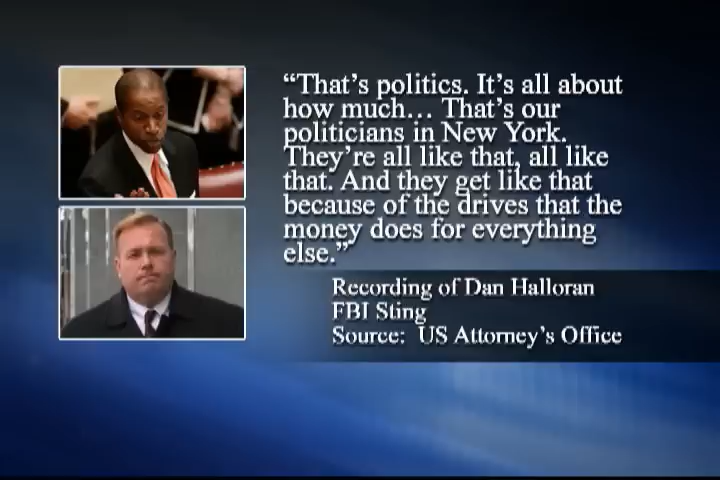 “That’s politics. It’s all about
how much... That’s our
politicians in New York.
They’re all like that, all like
that. And they get like that
because of the drives that the
money does for everything
else.”
Recording of Dan Halloran
FBI Sting
Source: US Attorney’s Office